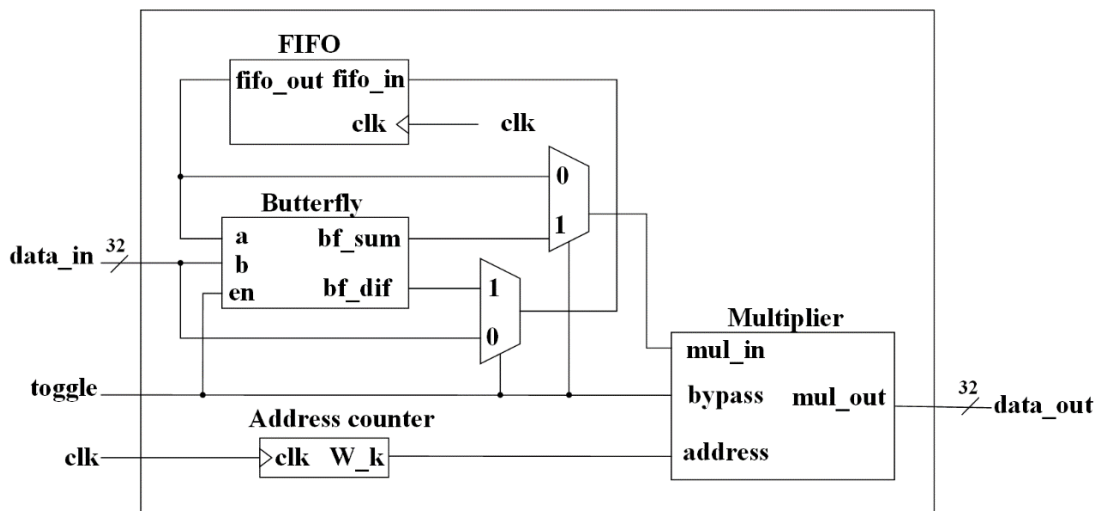 FIFO
fifo_out fifo_in
clk clk
0
Butterfly
1
a bf_sum
data_in 32 b
en bf_dif 1
0
Multiplier
mul_in
toggle
bypass mul_out 32 data_out
Address counter
clk clk W_k address